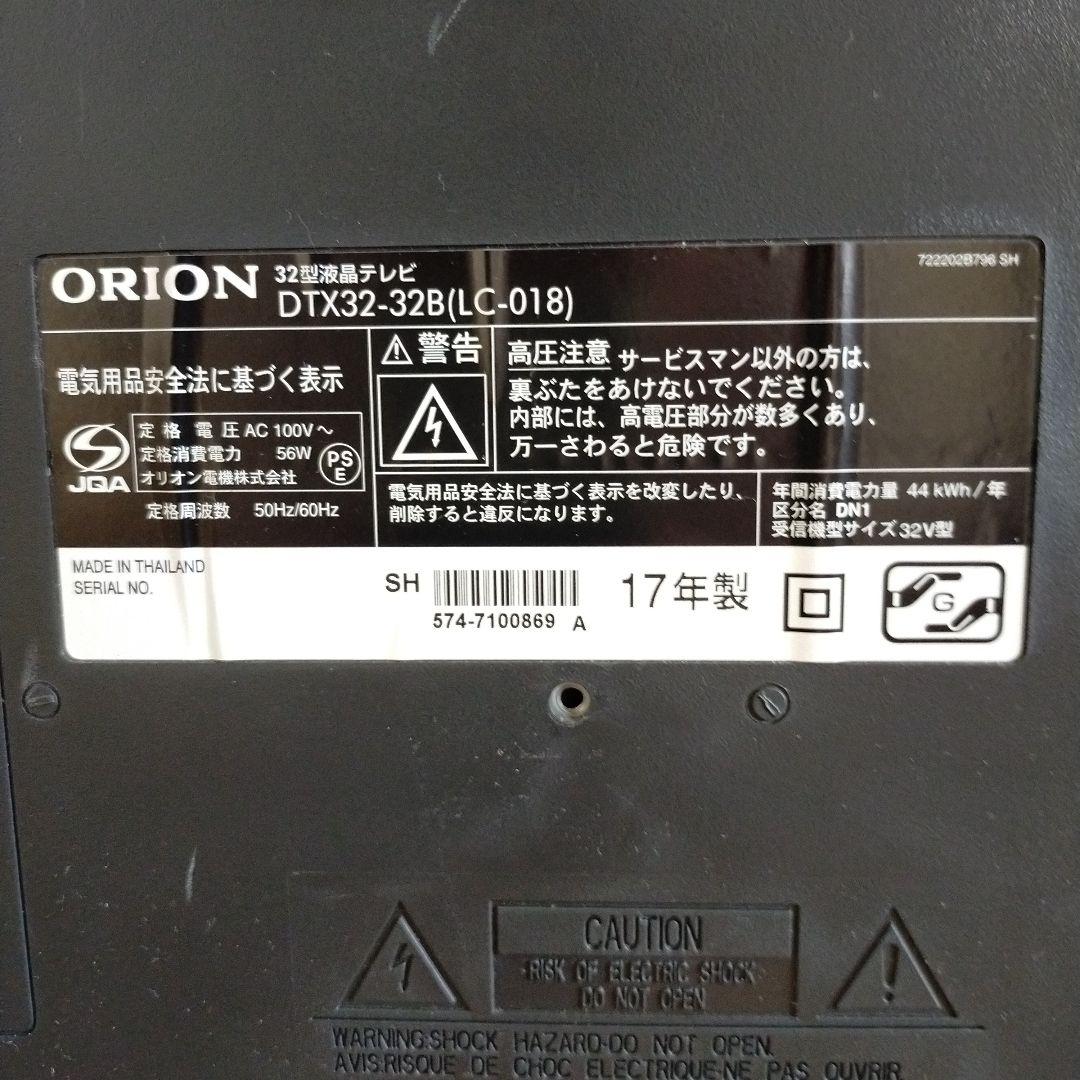 722202B796 SH
ORION 32型液晶テレビ
DTX32-32B(LC-018)
電気用品安全法に基づく表示
JQA
定格電圧 AC 100V～
定格消費電力 56W
オリオン電機株式会社
PS
E
定格周波数 50Hz/60Hz
警告
高圧注意 サービスマン以外の方は、
裏ぶたをあけないでください。
内部には、高電圧部分が数多くあり、
万一さわると危険です。
電気用品安全法に基づく表示を改変したり、
削除すると違反になります。
年間消費電力量 44 kWh/年
区分名 DN1
受信機型サイズ 32V型
MADE IN THAILAND
SERIAL NO.
SH
574-7100869 A
17年製
G
CAUTION
RISK OF ELECTRIC SHOCK
DO NOT OPEN
WARNING:SHOCK HAZARD-DO NOT OPEN.
AVIS:RISQUE DE CHOC ELECTRIQUE-NE PAS OUVRIR